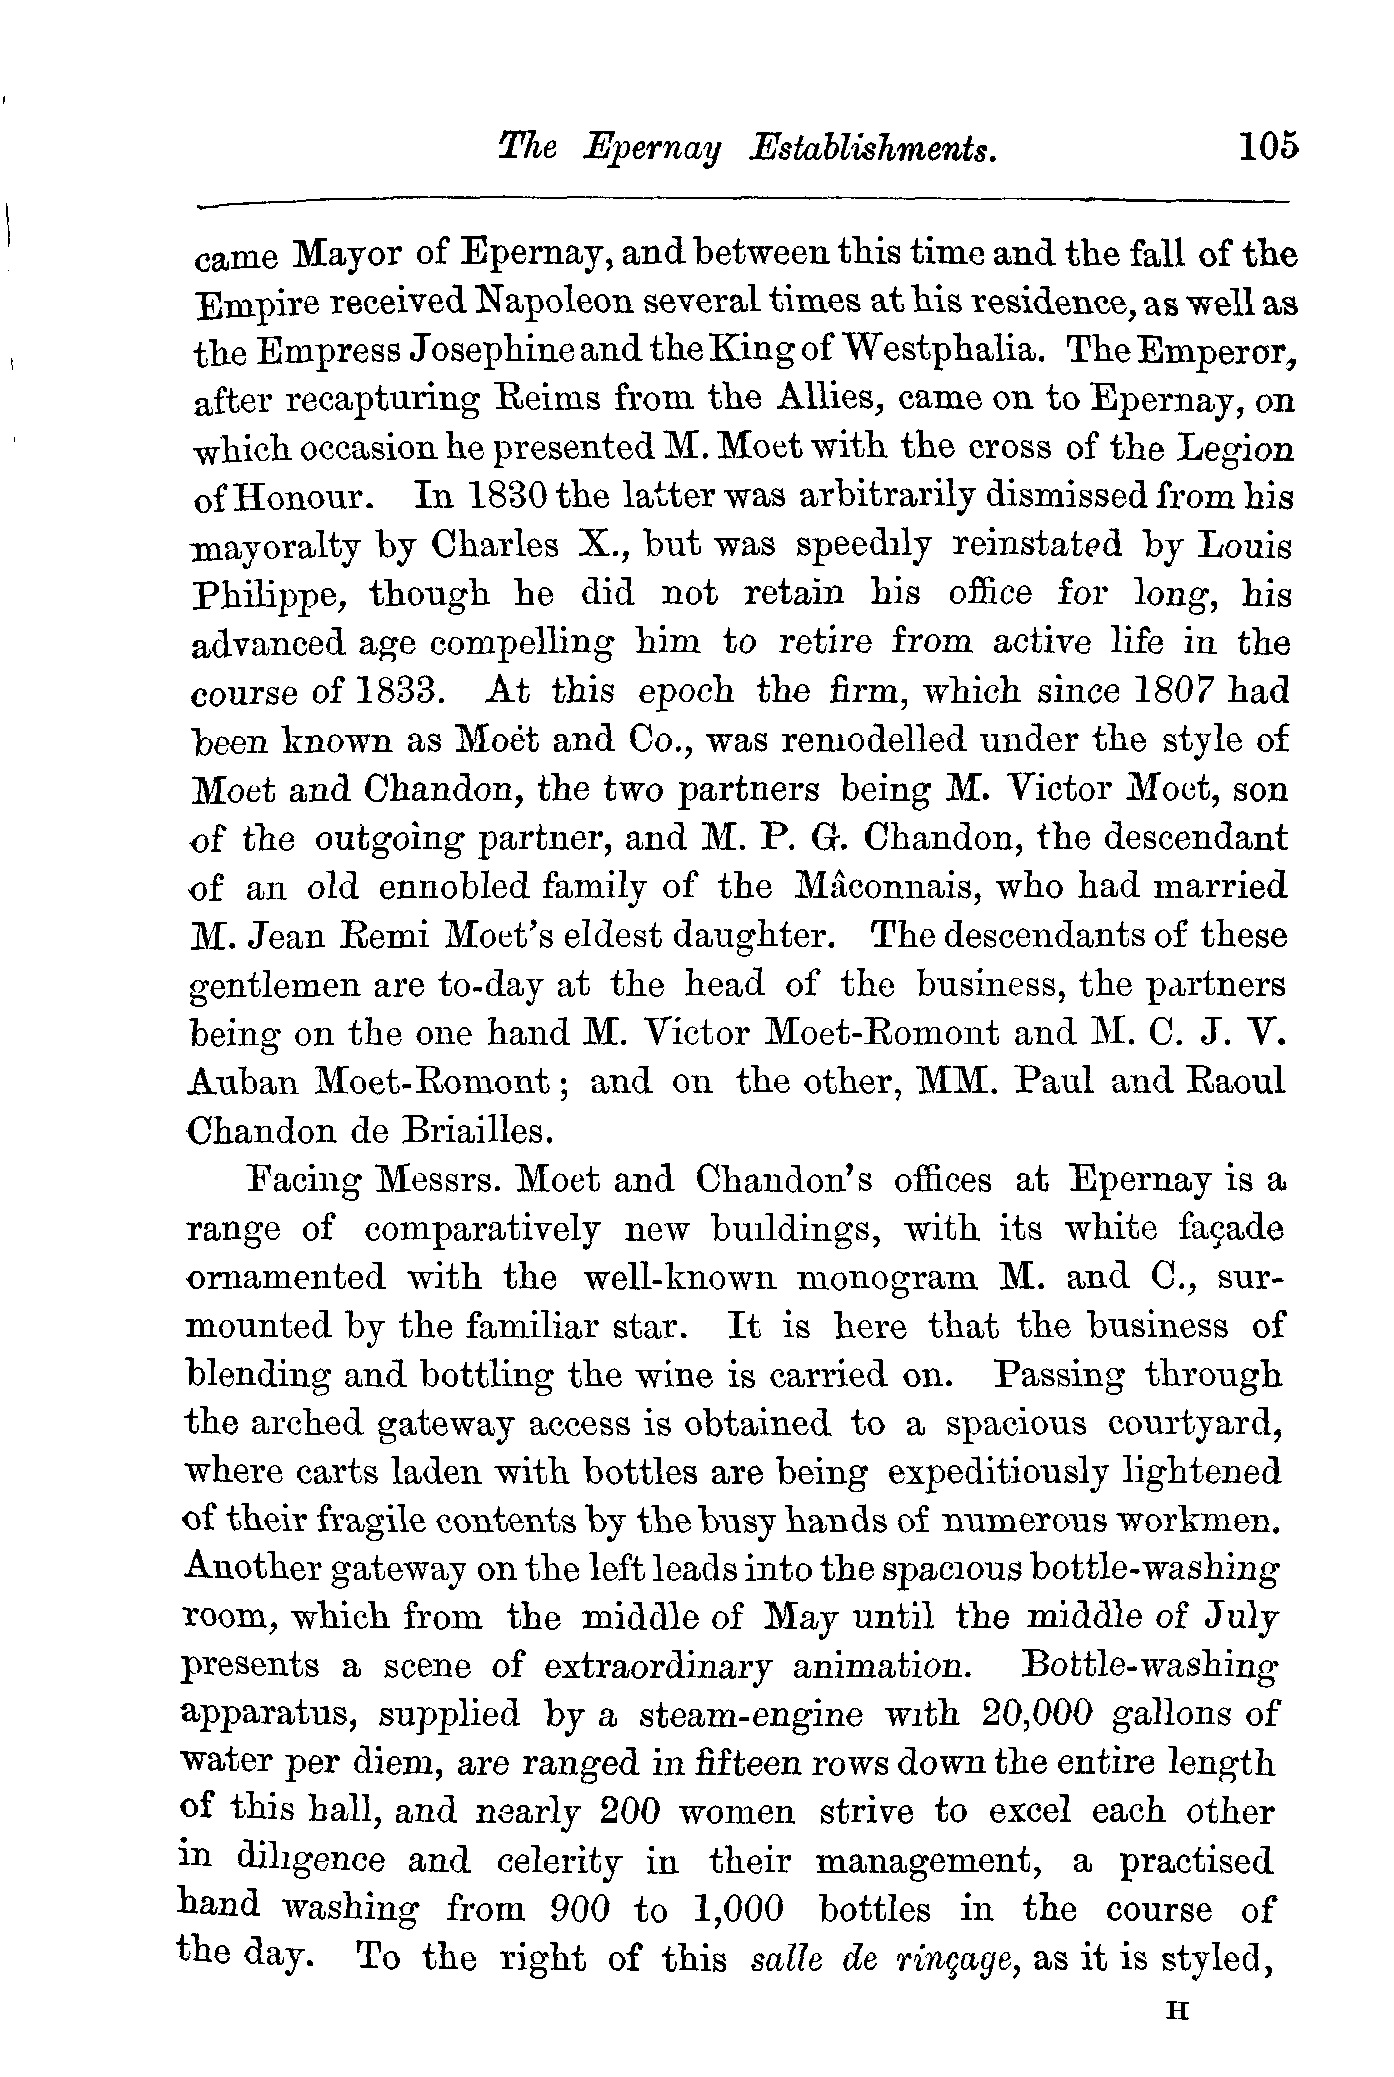 The Epernay Establishments. 105
came Mayor of Epernay, and between this time and the fall of the
Empire received Napoleon several times at his residence, as well as
the Empress Josephine and the King of Westphalia. The Emperor,
after recapturing Reims from the Allies, came on to Epernay, on
which occasion he presented M. Moët with the cross of the Legion
of Honour. In 1830 the latter was arbitrarily dismissed from his
mayoralty by Charles X., but was speedily reinstated by Louis
Philippe, though he did not retain his office for long, his
advanced age compelling him to retire from active life in the
course of 1833. At this epoch the firm, which since 1807 had
been known as Moët and Co., was remodelled under the style of
Moët and Chandon, the two partners being M. Victor Moët, son
of the outgoing partner, and M. P. G. Chandon, the descendant
of an old ennobled family of the Mâconnais, who had married
M. Jean Remi Moët's eldest daughter. The descendants of these
gentlemen are to-day at the head of the business, the partners
being on the one hand M. Victor Moët-Romont and M. C. J. V.
Auban Moët-Romont; and on the other, MM. Paul and Raoul
Chandon de Briailles.
Facing Messrs. Moët and Chandon's offices at Epernay is a
range of comparatively new buildings, with its white façade
ornamented with the well-known monogram M. and C., sur-
mounted by the familiar star. It is here that the business of
blending and bottling the wine is carried on. Passing through
the arched gateway access is obtained to a spacious courtyard,
where carts laden with bottles are being expeditiously lightened
of their fragile contents by the busy hands of numerous workmen.
Another gateway on the left leads into the spacious bottle-washing
room, which from the middle of May until the middle of July
presents a scene of extraordinary animation. Bottle-washing
apparatus, supplied by a steam-engine with 20,000 gallons of
water per diem, are ranged in fifteen rows down the entire length
of this hall, and nearly 200 women strive to excel each other
in diligence and celerity in their management, a practised
hand washing from 900 to 1,000 bottles in the course of
the day. To the right of this salle de rinçage, as it is styled,
H